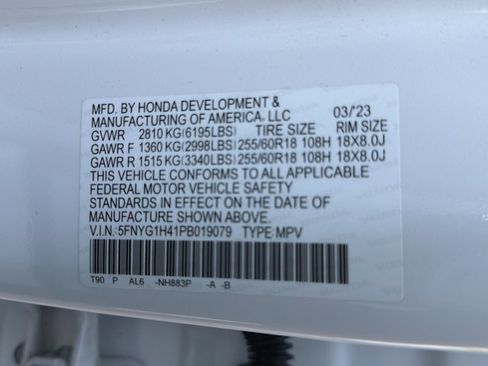 MFD. BY HONDA DEVELOPMENT &
MANUFACTURING OF AMERICA, LLC 03/'23
GVWR 2810 KG(6195LBS) TIRE SIZE RIM SIZE
GAWR F 1360 KG(2998LBS) 255/60R18 108H 18X8.0J
GAWR R 1515 KG(3340LBS) 255/60R18 108H 18X8.0J
THIS VEHICLE CONFORMS TO ALL APPLICABLE
FEDERAL MOTOR VEHICLE SAFETY
STANDARDS IN EFFECT ON THE DATE OF
MANUFACTURE SHOWN ABOVE.
V.I.N.:5FNYG1H41PB019079 TYPE:MPV
T90 P AL6 -NH883P -A -B